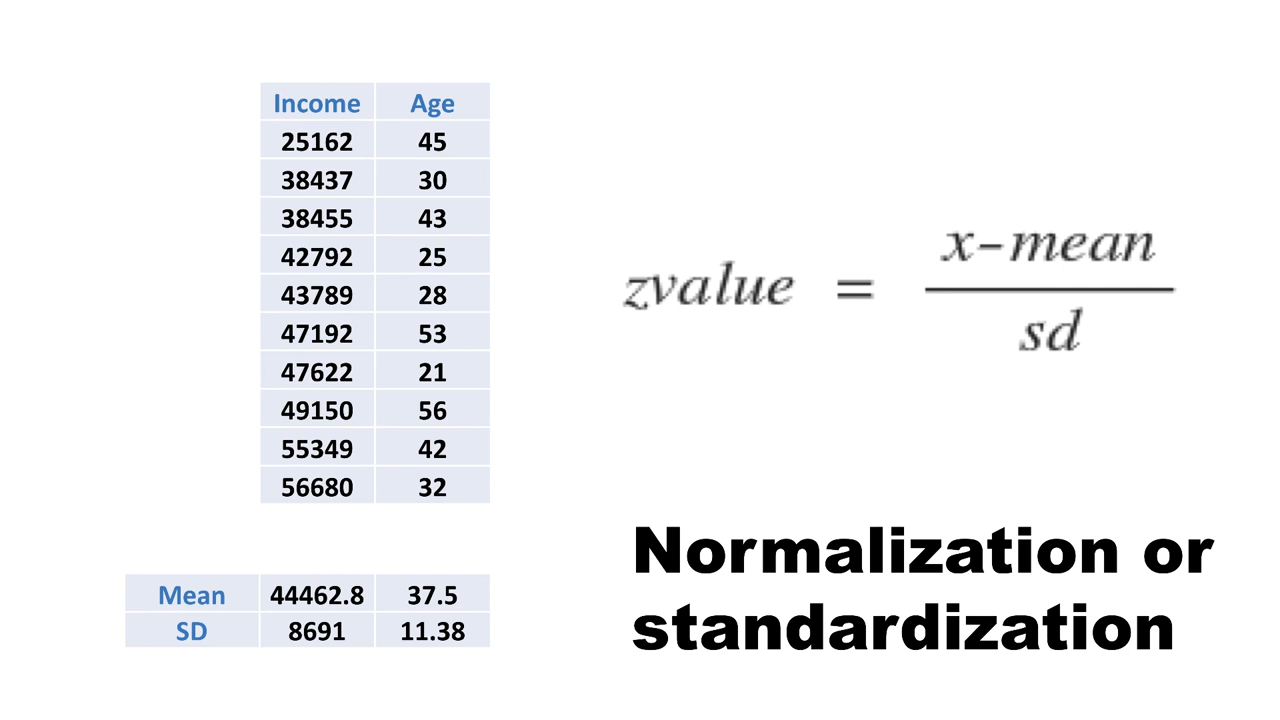 Income Age
25162 45
38437 30
38455 43
42792 25
43789 28
47192 53
47622 21
49150 56
55349 42
56680 32
Mean 44462.8 37.5
SD 8691 11.38
zvalue = x-mean
sd
Normalization or
standardization